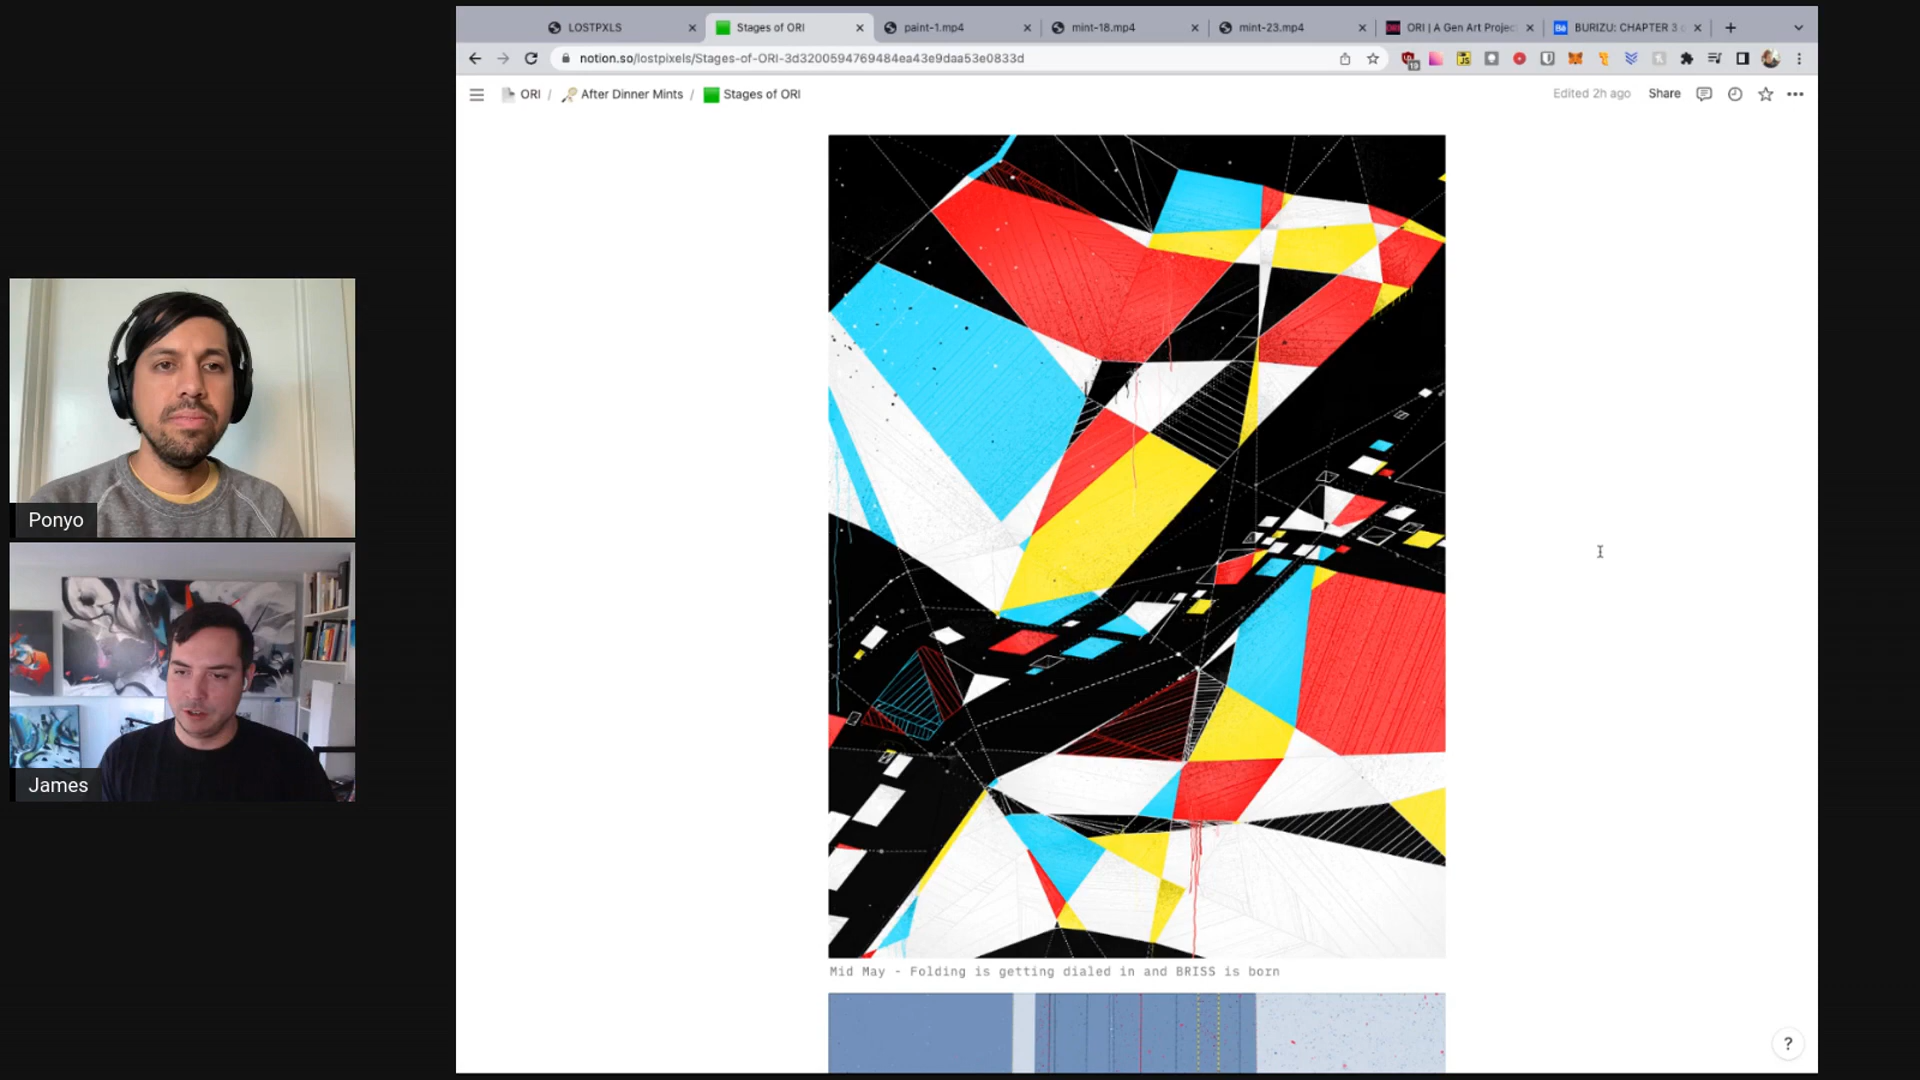 LOSTPXLS
Stages of ORI
paint-1.mp4
mint-18.mp4
mint-23.mp4
ORI | A Gen Art Projec
BURIZU: CHAPTER 3
notion.so/lostpixels/Stages-of-ORI-3d3200594769484ea43e9daa53e0833d
ORI / After Dinner Mints / Stages of ORI
Edited 2h ago Share
Ponyo
James
Mid May - Folding is getting dialed in and BRISS is born
?